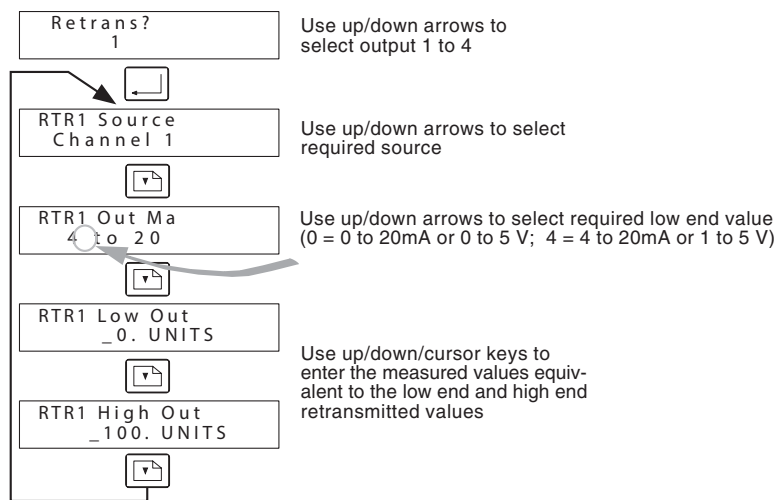 Retrans?
1
Use up/down arrows to
select output 1 to 4
RTR1 Source
Channel 1
Use up/down arrows to select
required source
RTR1 Out Ma
4 to 20
Use up/down arrows to select required low end value
(0 = 0 to 20mA or 0 to 5 V; 4 = 4 to 20mA or 1 to 5 V)
RTR1 Low Out
_0. UNITS
RTR1 High Out
_100. UNITS
Use up/down/cursor keys to
enter the measured values equiv-
alent to the low end and high end
retransmitted values